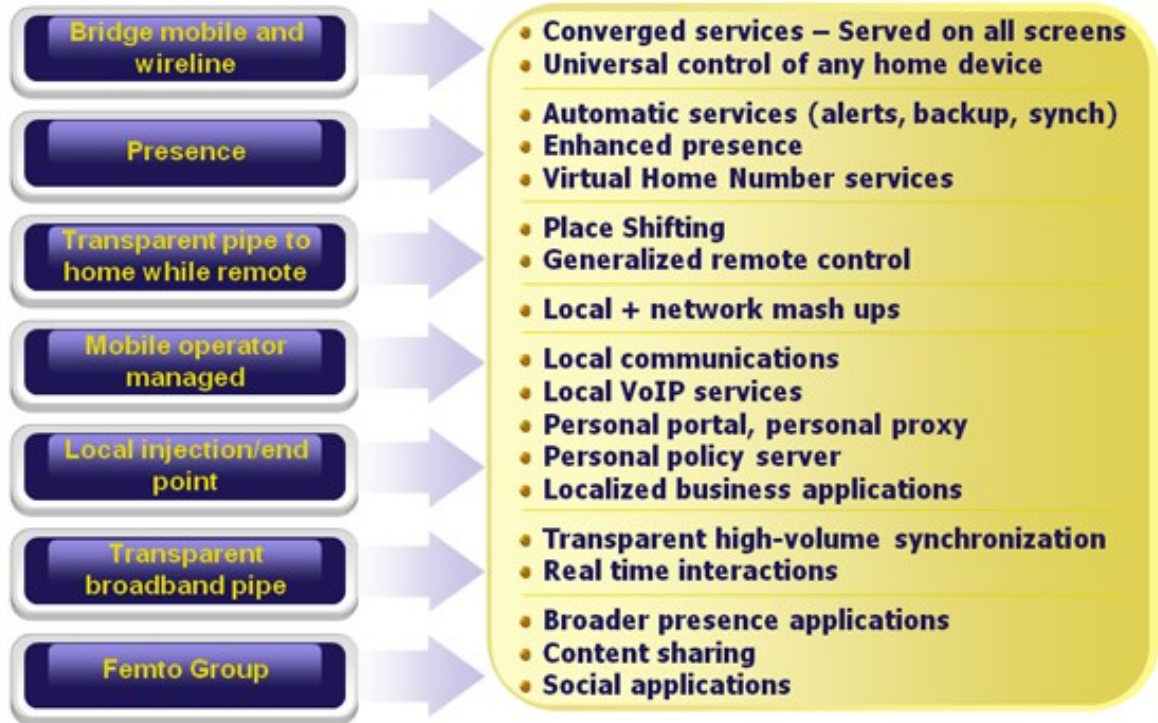 Bridge mobile and
wireline
• Converged services – Served on all screens
• Universal control of any home device
Presence
• Automatic services (alerts, backup, synch)
• Enhanced presence
• Virtual Home Number services
Transparent pipe to
home while remote
• Place Shifting
• Generalized remote control
Mobile operator
managed
• Local + network mash ups
Local injection/end
point
• Local communications
• Local VoIP services
• Personal portal, personal proxy
• Personal policy server
• Localized business applications
Transparent
broadband pipe
• Transparent high-volume synchronization
• Real time interactions
Femto Group
• Broader presence applications
• Content sharing
• Social applications